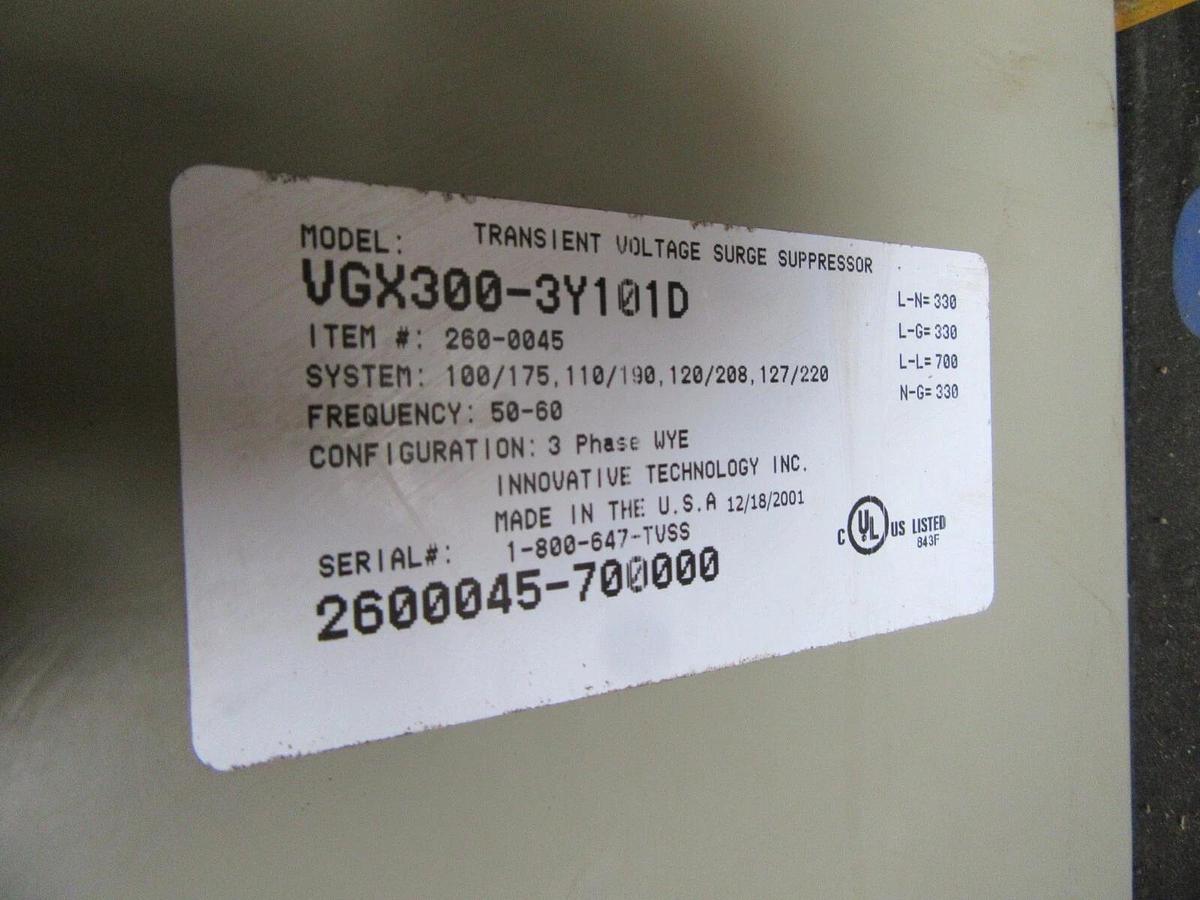 MODEL: TRANSIENT VOLTAGE SURGE SUPPRESSOR
VGX300-3Y101D
ITEM #: 260-0045
SYSTEM: 100/175,110/190,120/208,127/220
FREQUENCY: 50-60
CONFIGURATION: 3 Phase WYE
INNOVATIVE TECHNOLOGY INC.
MADE IN THE U.S.A 12/18/2001
SERIAL#: 1-800-647-TVSS
2600045-700000
L-N= 330
L-G= 330
L-L= 700
N-G= 330
C UL US LISTED
843F